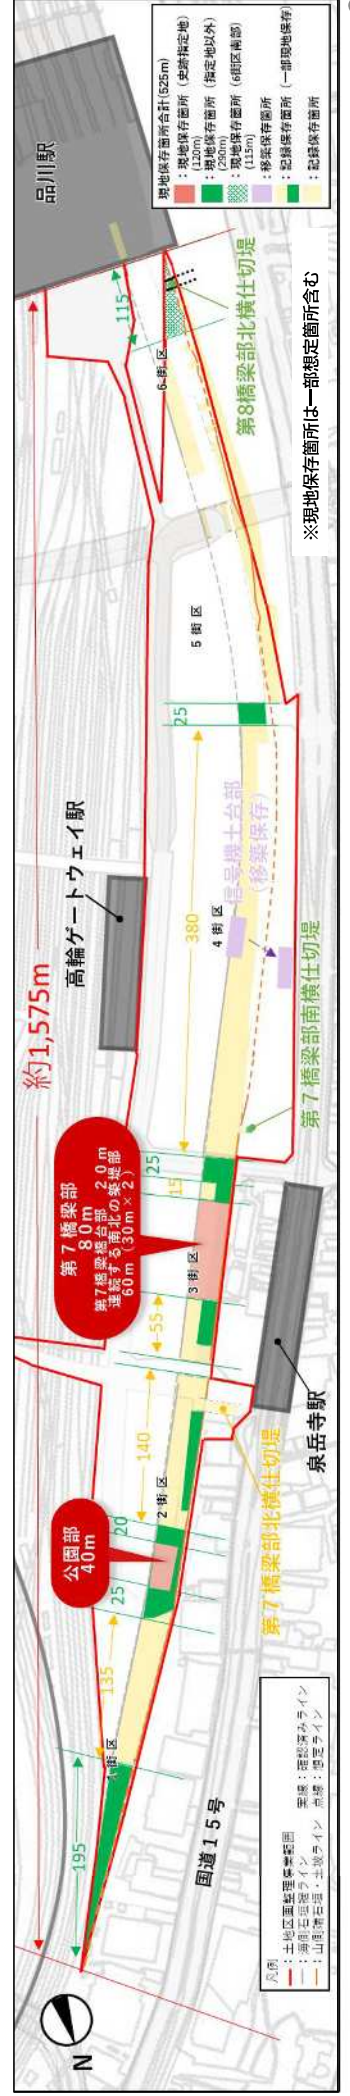 約1,575m
N
195
1街区
135
25
公園部
40m
20
2街区
140
55
第７橋梁部
８０m
第7橋梁橋台部　２０m
連続する南北の築堤部
60m（30m×2）
3街区
15
25
380
4街区
信号機土台部
（移築保存）
25
5街区
6街区
115
品川駅
高輪ゲートウェイ駅
泉岳寺駅
国道１５号
第７橋梁部北横仕切堤
第７橋梁部南横仕切堤
第8橋梁部北横仕切堤
※現地保存箇所は一部想定箇所含む
現地保存箇所合計(525m)
：現地保存箇所（史跡指定地）
(120m)
：現地保存箇所（指定地以外）
(290m)
：現地保存箇所（6街区南部）
(115m)
：移築保存箇所
：記録保存箇所（一部現地保存）
：記録保存箇所
凡例
：土地区画整理事業範囲
：海側石垣裾ライン　実線：確認済みライン
：山側端石垣・土坡ライン　点線：想定ライン